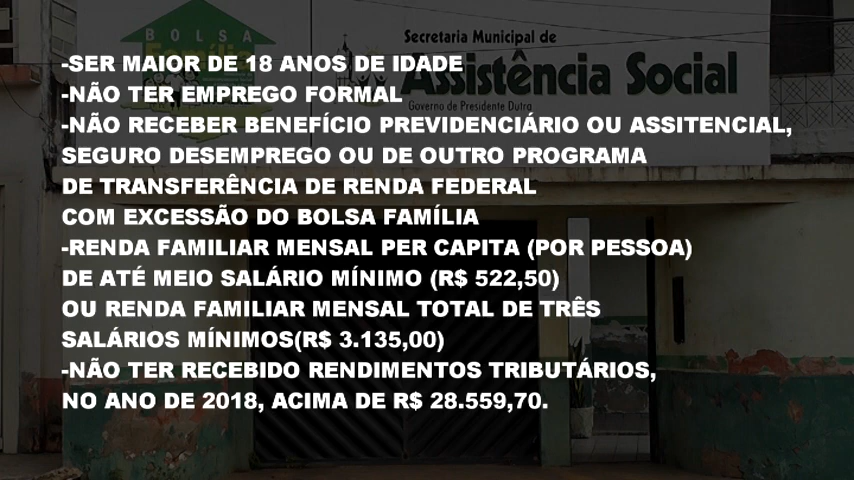 BOLSA
Família
Secretaria Municipal de
Assistência Social
Governo de Presidente Dutra
-SER MAIOR DE 18 ANOS DE IDADE
-NÃO TER EMPREGO FORMAL
-NÃO RECEBER BENEFÍCIO PREVIDENCIÁRIO OU ASSITENCIAL,
SEGURO DESEMPREGO OU DE OUTRO PROGRAMA
DE TRANSFERÊNCIA DE RENDA FEDERAL
COM EXCESSÃO DO BOLSA FAMÍLIA
-RENDA FAMILIAR MENSAL PER CAPITA (POR PESSOA)
DE ATÉ MEIO SALÁRIO MÍNIMO (R$ 522,50)
OU RENDA FAMILIAR MENSAL TOTAL DE TRÊS
SALÁRIOS MÍNIMOS(R$ 3.135,00)
-NÃO TER RECEBIDO RENDIMENTOS TRIBUTÁRIOS,
NO ANO DE 2018, ACIMA DE R$ 28.559,70.